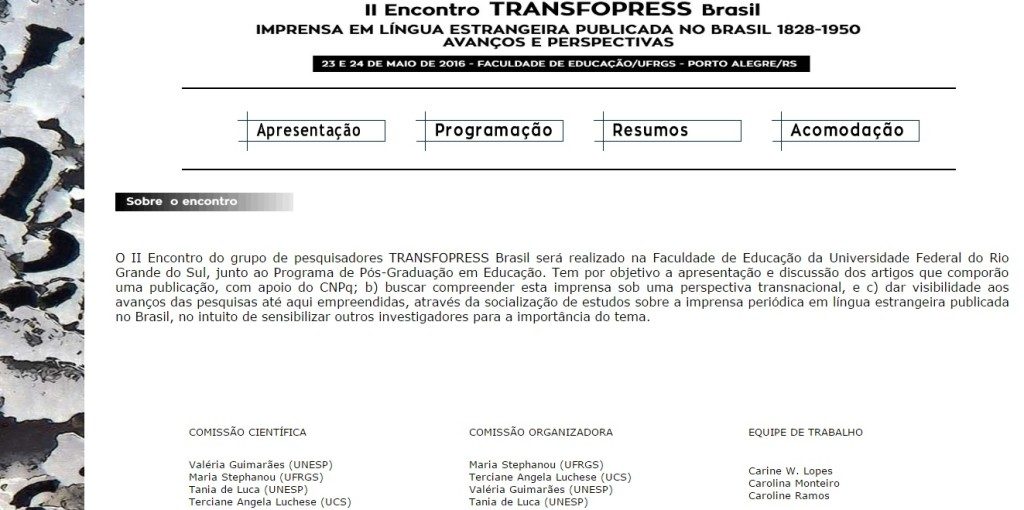 II Encontro TRANSFOPRESS Brasil
IMPRENSA EM LÍNGUA ESTRANGEIRA PUBLICADA NO BRASIL 1828-1950
AVANÇOS E PERSPECTIVAS
23 E 24 DE MAIO DE 2016 - FACULDADE DE EDUCAÇÃO/UFRGS - PORTO ALEGRE/RS
Apresentação Programação Resumos Acomodação
Sobre o encontro
O II Encontro do grupo de pesquisadores TRANSFOPRESS Brasil será realizado na Faculdade de Educação da Universidade Federal do Rio
Grande do Sul, junto ao Programa de Pós-Graduação em Educação. Tem por objetivo a apresentação e discussão dos artigos que comporão
uma publicação, com apoio do CNPq; b) buscar compreender esta imprensa sob uma perspectiva transnacional, e c) dar visibilidade aos
avanços das pesquisas até aqui empreendidas, através da socialização de estudos sobre a imprensa periódica em língua estrangeira publicada
no Brasil, no intuito de sensibilizar outros investigadores para a importância do tema.
COMISSÃO CIENTÍFICA
Valéria Guimarães (UNESP)
Maria Stephanou (UFRGS)
Tania de Luca (UNESP)
Terciane Angela Luchese (UCS)
COMISSÃO ORGANIZADORA
Maria Stephanou (UFRGS)
Terciane Angela Luchese (UCS)
Valéria Guimarães (UNESP)
Tania de Luca (UNESP)
EQUIPE DE TRABALHO
Carine W. Lopes
Carolina Monteiro
Caroline Ramos